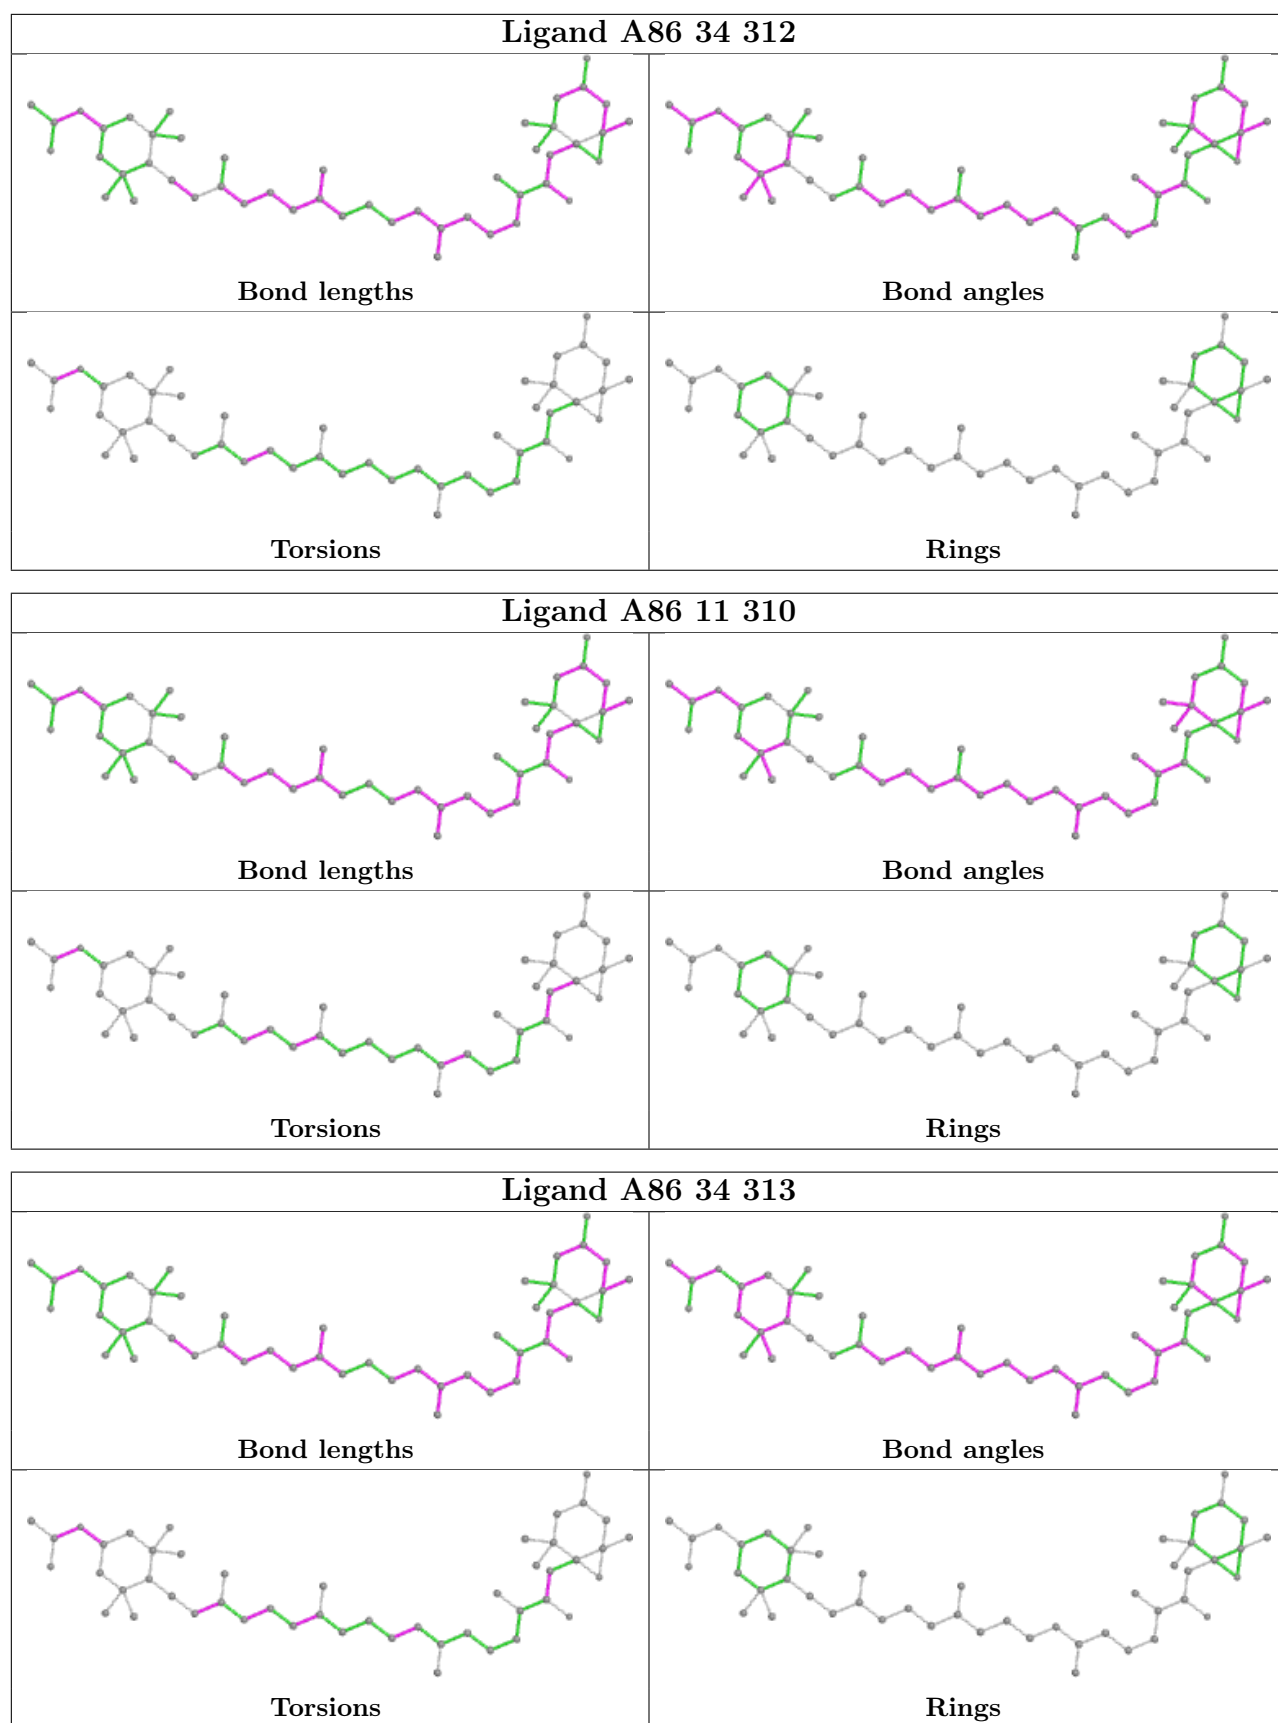 Ligand A86 34 312
Bond lengths
Bond angles
Torsions
Rings
Ligand A86 11 310
Bond lengths
Bond angles
Torsions
Rings
Ligand A86 34 313
Bond lengths
Bond angles
Torsions
Rings